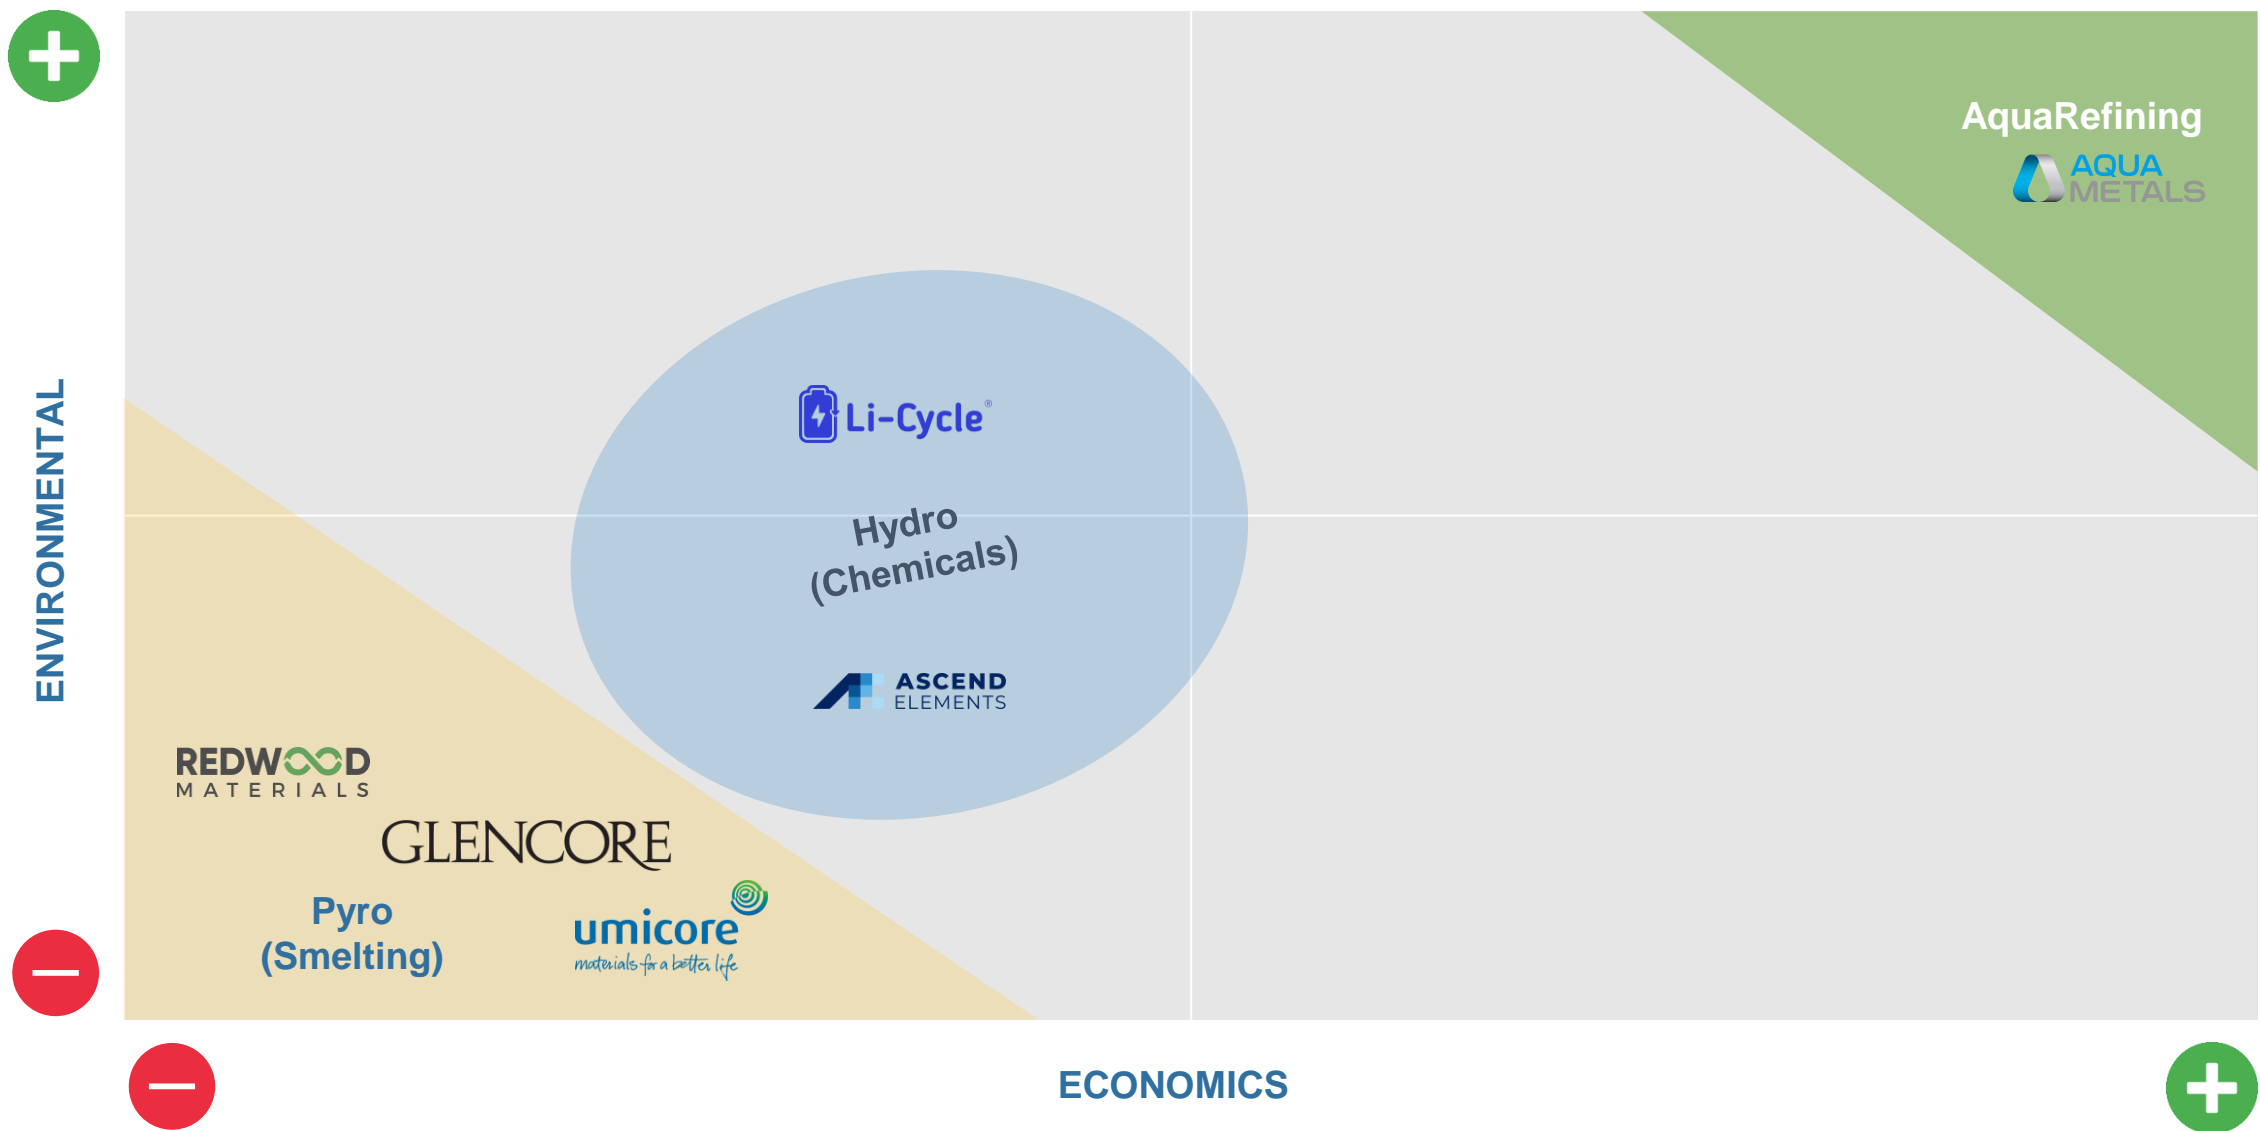 AquaRefining
AQUA
METALS
Li-Cycle®
Hydro
(Chemicals)
ASCEND
ELEMENTS
ENVIRONMENTAL
REDWOOD
MATERIALS
GLENCORE
Pyro
(Smelting)
umicore
materials for a better life
ECONOMICS